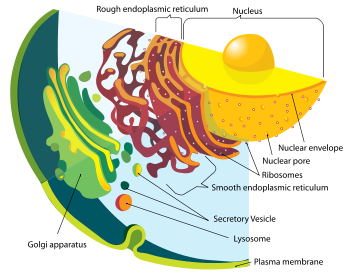 Rough endoplasmic reticulum
Nucleus
Nuclear envelope
Nuclear pore
Ribosomes
Smooth endoplasmic reticulum
Secretory Vesicle
Golgi apparatus
Lysosome
Plasma membrane